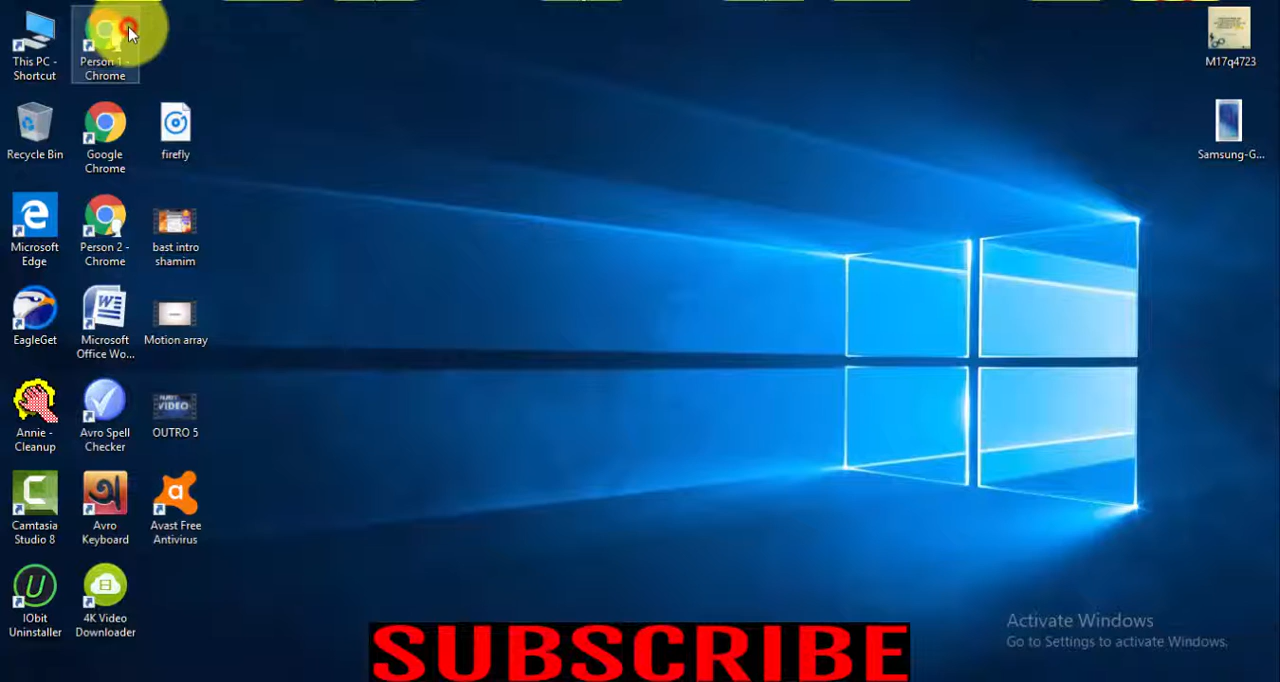 This PC -
Shortcut
Person 1 -
Chrome
M17q4723
Recycle Bin
Google
Chrome
firefly
Samsung-G...
Microsoft
Edge
Person 2 -
Chrome
bast intro
shamim
EagleGet
Microsoft
Office Wo...
Motion array
Annie -
Cleanup
Avro Spell
Checker
VIDEO
OUTRO 5
Camtasia
Studio 8
Avro
Keyboard
Avast Free
Antivirus
IObit
Uninstaller
4K Video
Downloader
Activate Windows
Go to Settings to activate Windows.
SUBSCRIBE